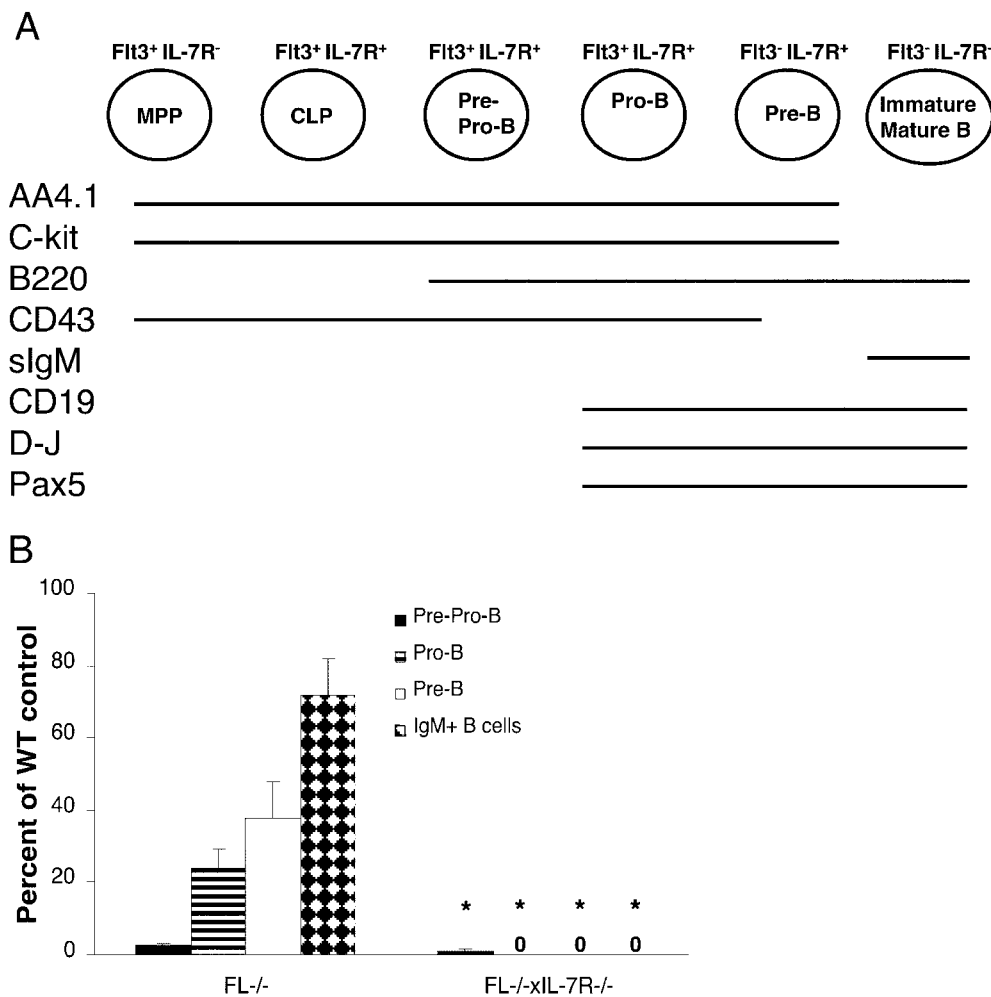 A
Flt3+ IL-7R- Flt3+ IL-7R+ Flt3+ IL-7R+ Flt3+ IL-7R+ Flt3- IL-7R+ Flt3- IL-7R-
MPP
CLP
Pre-
Pro-B
Pro-B
Pre-B
Immature
Mature B
AA4.1
C-kit
B220
CD43
sIgM
CD19
D-J
Pax5
B
Percent of WT control
100
80
60
40
20
0
Pre-Pro-B
Pro-B
Pre-B
IgM+ B cells
* * * *
0 0 0
FL-/- FL-/-xIL-7R-/-